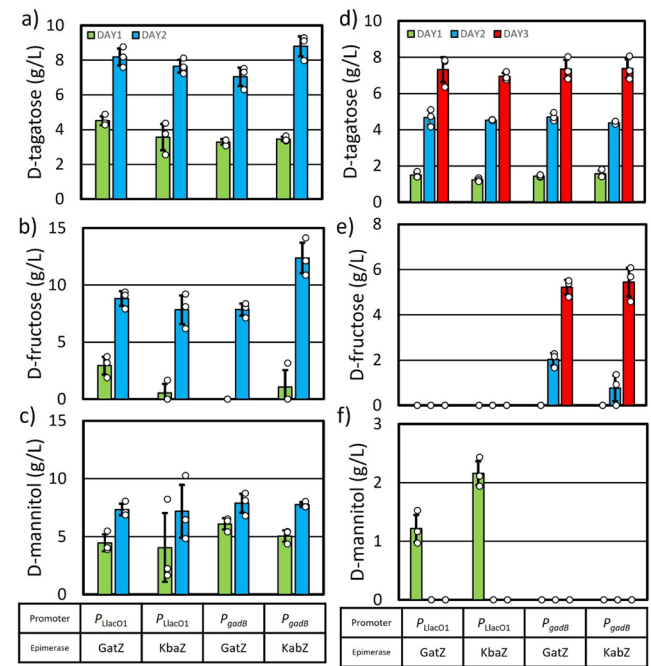 a)
DAY1 DAY2
D-tagatose (g/L)
10
8
6
4
2
0
b)
D-fructose (g/L)
15
10
5
0
c)
D-mannitol (g/L)
15
10
5
0
Promoter PLlacO1 PLlacO1 PgadB PgadB
Epimerase GatZ KbaZ GatZ KabZ
d)
DAY1 DAY2 DAY3
D-tagatose (g/L)
10
8
6
4
2
0
e)
D-fructose (g/L)
8
6
4
2
0
f)
D-mannitol (g/L)
3
2
1
0
Promoter PLlacO1 PLlacO1 PgadB PgadB
Epimerase GatZ KbaZ GatZ KabZ